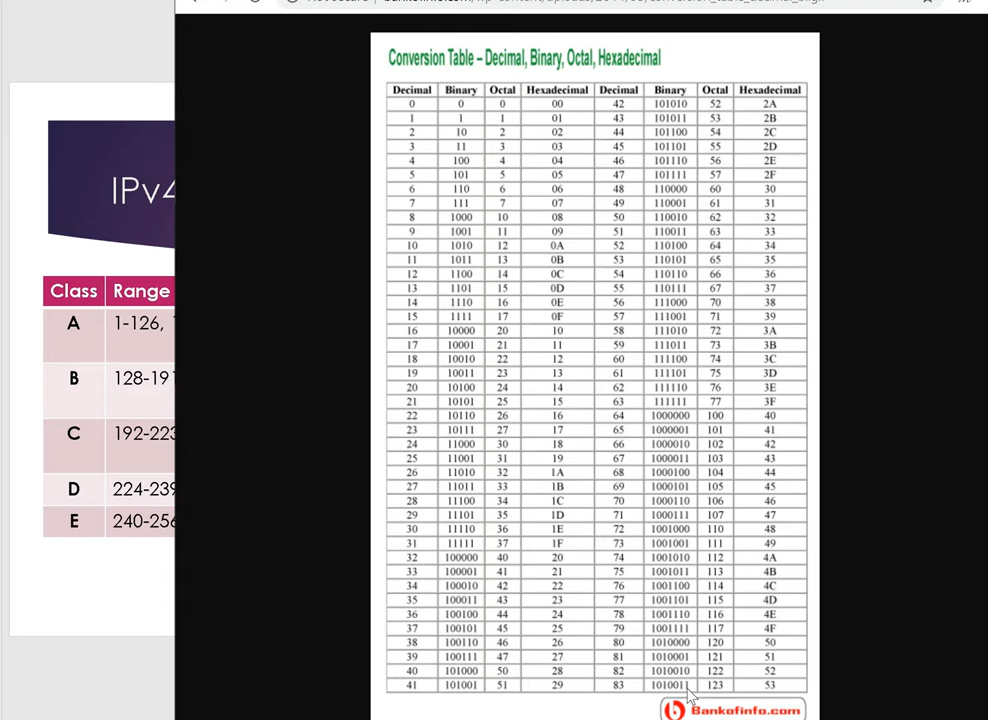 IPv4
Class Range
A 1-126,
B 128-191
C 192-223
D 224-239
E 240-256
Conversion Table – Decimal, Binary, Octal, Hexadecimal
Decimal Binary Octal Hexadecimal Decimal Binary Octal Hexadecimal
0 0 0 00 42 101010 52 2A
1 1 1 01 43 101011 53 2B
2 10 2 02 44 101100 54 2C
3 11 3 03 45 101101 55 2D
4 100 4 04 46 101110 56 2E
5 101 5 05 47 101111 57 2F
6 110 6 06 48 110000 60 30
7 111 7 07 49 110001 61 31
8 1000 10 08 50 110010 62 32
9 1001 11 09 51 110011 63 33
10 1010 12 0A 52 110100 64 34
11 1011 13 0B 53 110101 65 35
12 1100 14 0C 54 110110 66 36
13 1101 15 0D 55 110111 67 37
14 1110 16 0E 56 111000 70 38
15 1111 17 0F 57 111001 71 39
16 10000 20 10 58 111010 72 3A
17 10001 21 11 59 111011 73 3B
18 10010 22 12 60 111100 74 3C
19 10011 23 13 61 111101 75 3D
20 10100 24 14 62 111110 76 3E
21 10101 25 15 63 111111 77 3F
22 10110 26 16 64 1000000 100 40
23 10111 27 17 65 1000001 101 41
24 11000 30 18 66 1000010 102 42
25 11001 31 19 67 1000011 103 43
26 11010 32 1A 68 1000100 104 44
27 11011 33 1B 69 1000101 105 45
28 11100 34 1C 70 1000110 106 46
29 11101 35 1D 71 1000111 107 47
30 11110 36 1E 72 1001000 110 48
31 11111 37 1F 73 1001001 111 49
32 100000 40 20 74 1001010 112 4A
33 100001 41 21 75 1001011 113 4B
34 100010 42 22 76 1001100 114 4C
35 100011 43 23 77 1001101 115 4D
36 100100 44 24 78 1001110 116 4E
37 100101 45 25 79 1001111 117 4F
38 100110 46 26 80 1010000 120 50
39 100111 47 27 81 1010001 121 51
40 101000 50 28 82 1010010 122 52
41 101001 51 29 83 1010011 123 53
Bankofinfo.com